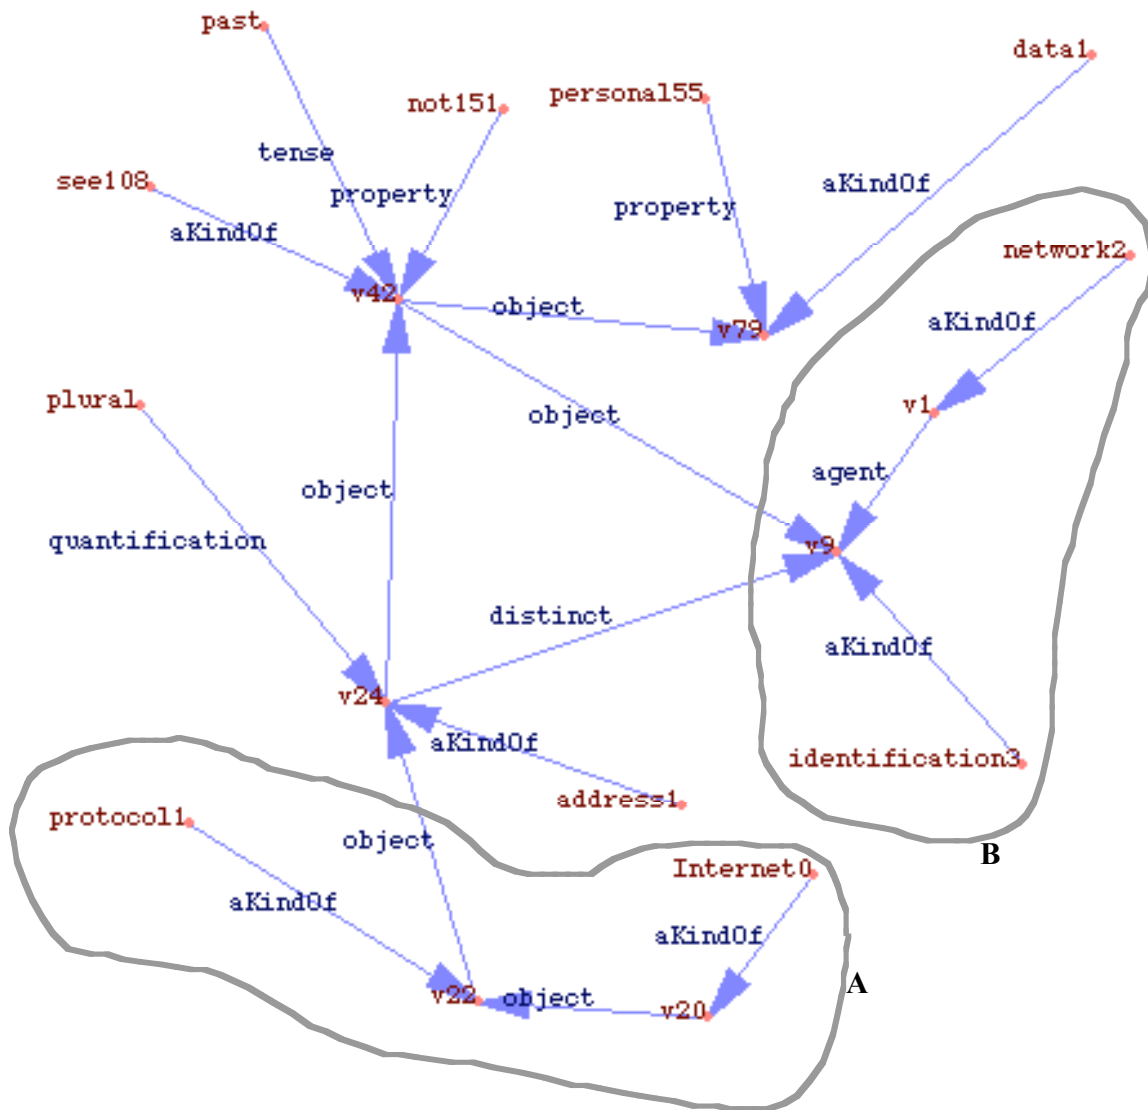 past
data1
personal55
not151
tense
see108
property
aKindOf
property
aKindOf
network2
v42
object
v79
aKindOf
plural
v1
object
agent
object
quantification
v9
distinct
aKindOf
v24
aKindOf
identification3
address1
protocol1
object
B
Internet0
aKindOf
aKindOf
A
v22
object
v20